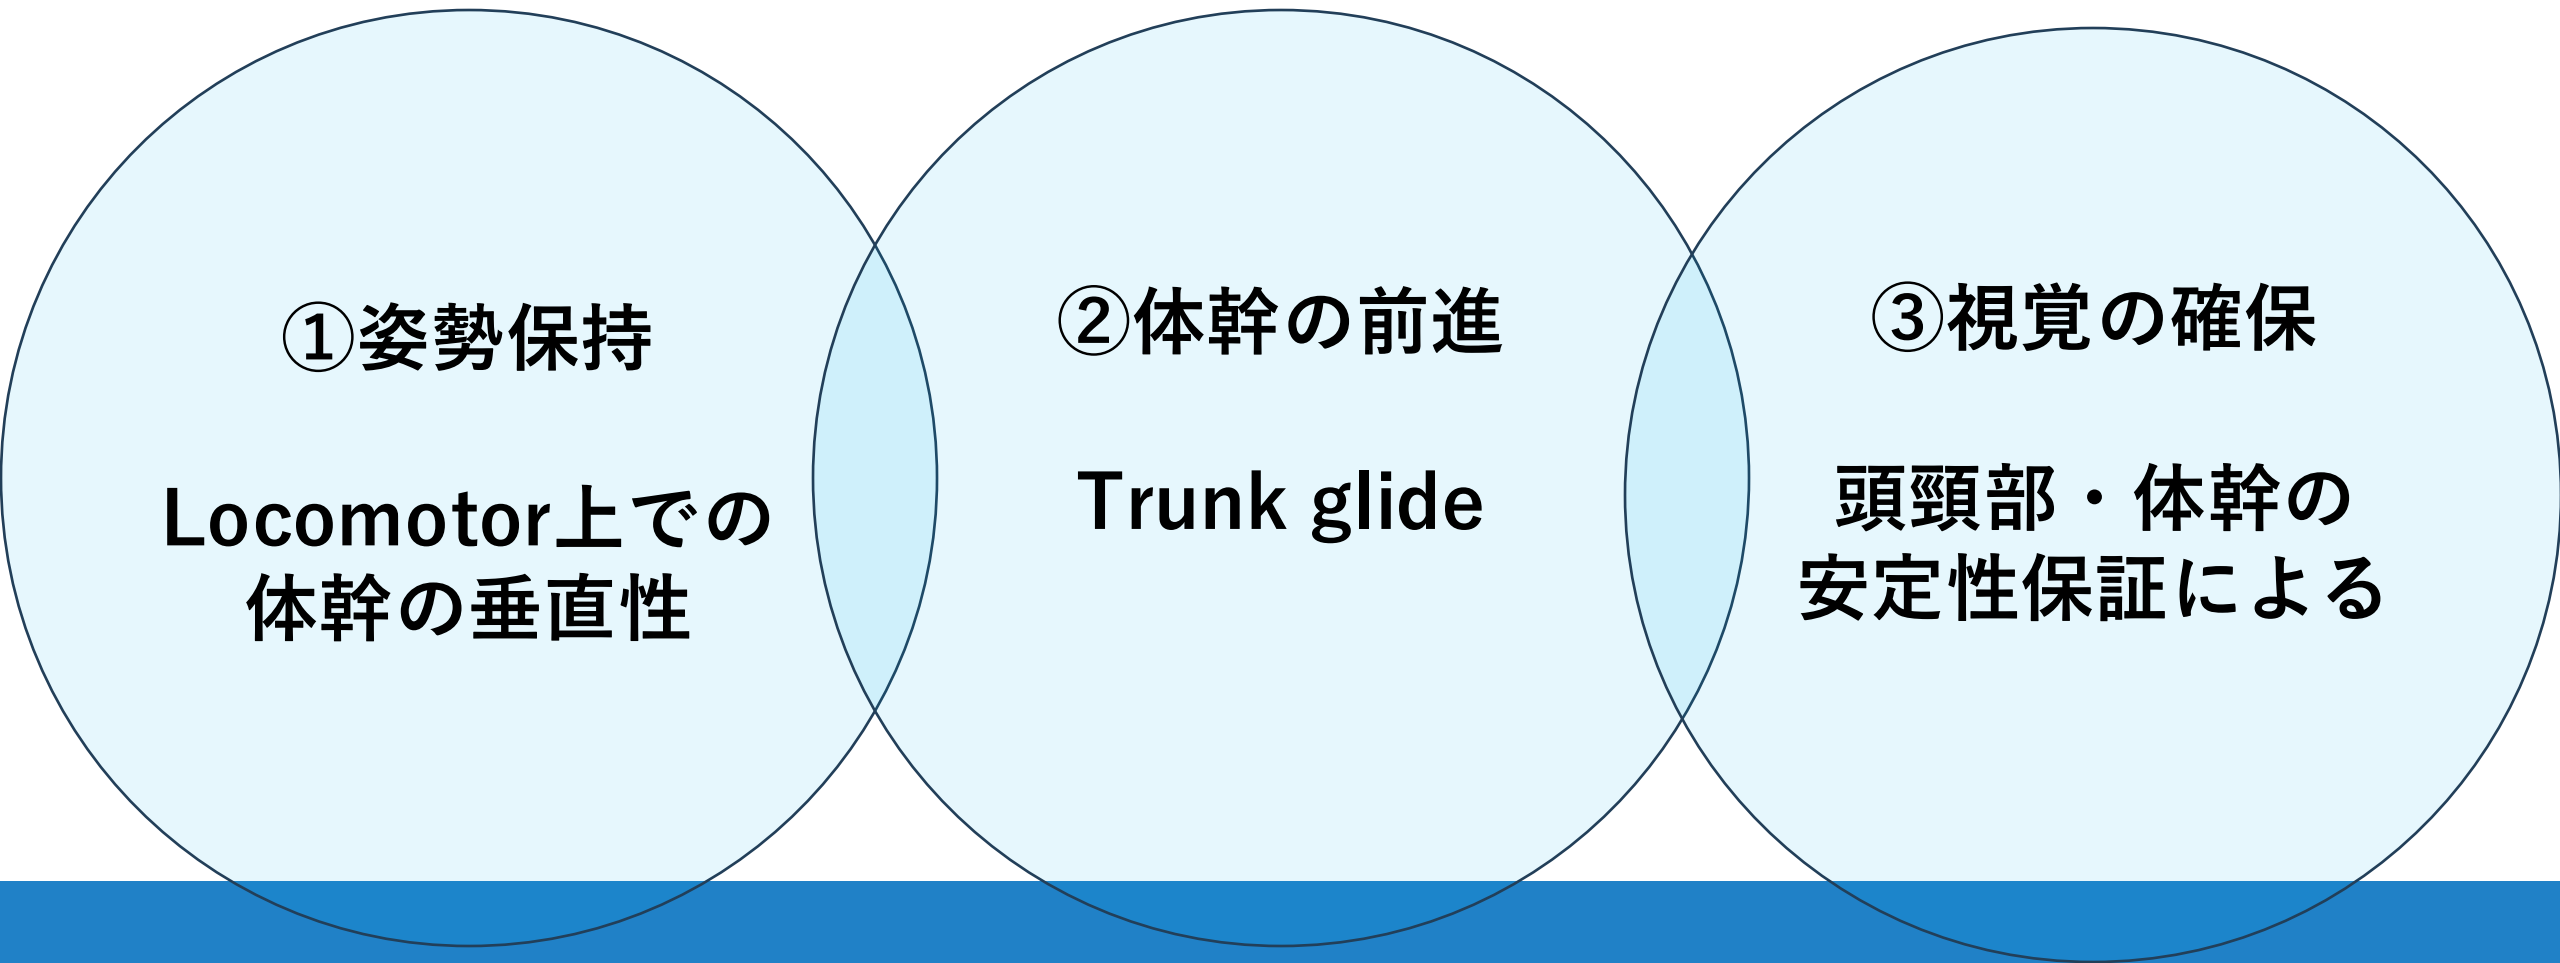 ①姿勢保持
Locomotor上での
体幹の垂直性
②体幹の前進
Trunk glide
③視覚の確保
頭頸部・体幹の
安定性保証による